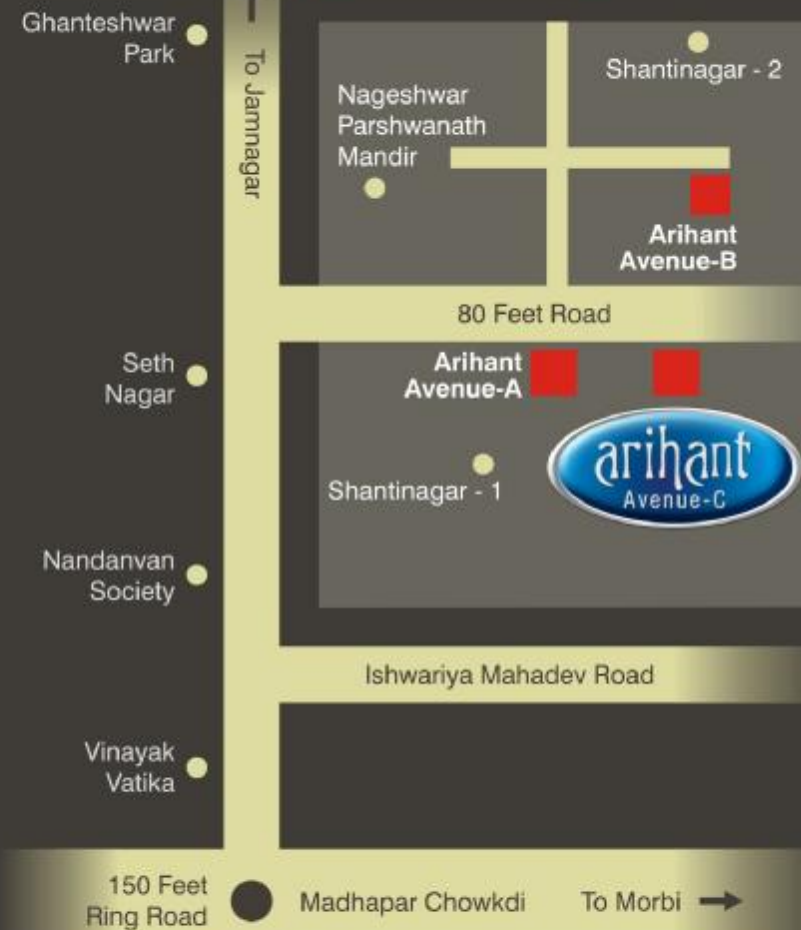 Ghanteshwar
Park
To Jamnagar
Nageshwar
Parshwanath
Mandir
Shantinagar - 2
Arihant
Avenue-B
80 Feet Road
Seth
Nagar
Arihant
Avenue-A
arihant
Avenue-C
Shantinagar - 1
Nandanvan
Society
Ishwariya Mahadev Road
Vinayak
Vatika
150 Feet
Ring Road
Madhapar Chowkdi
To Morbi